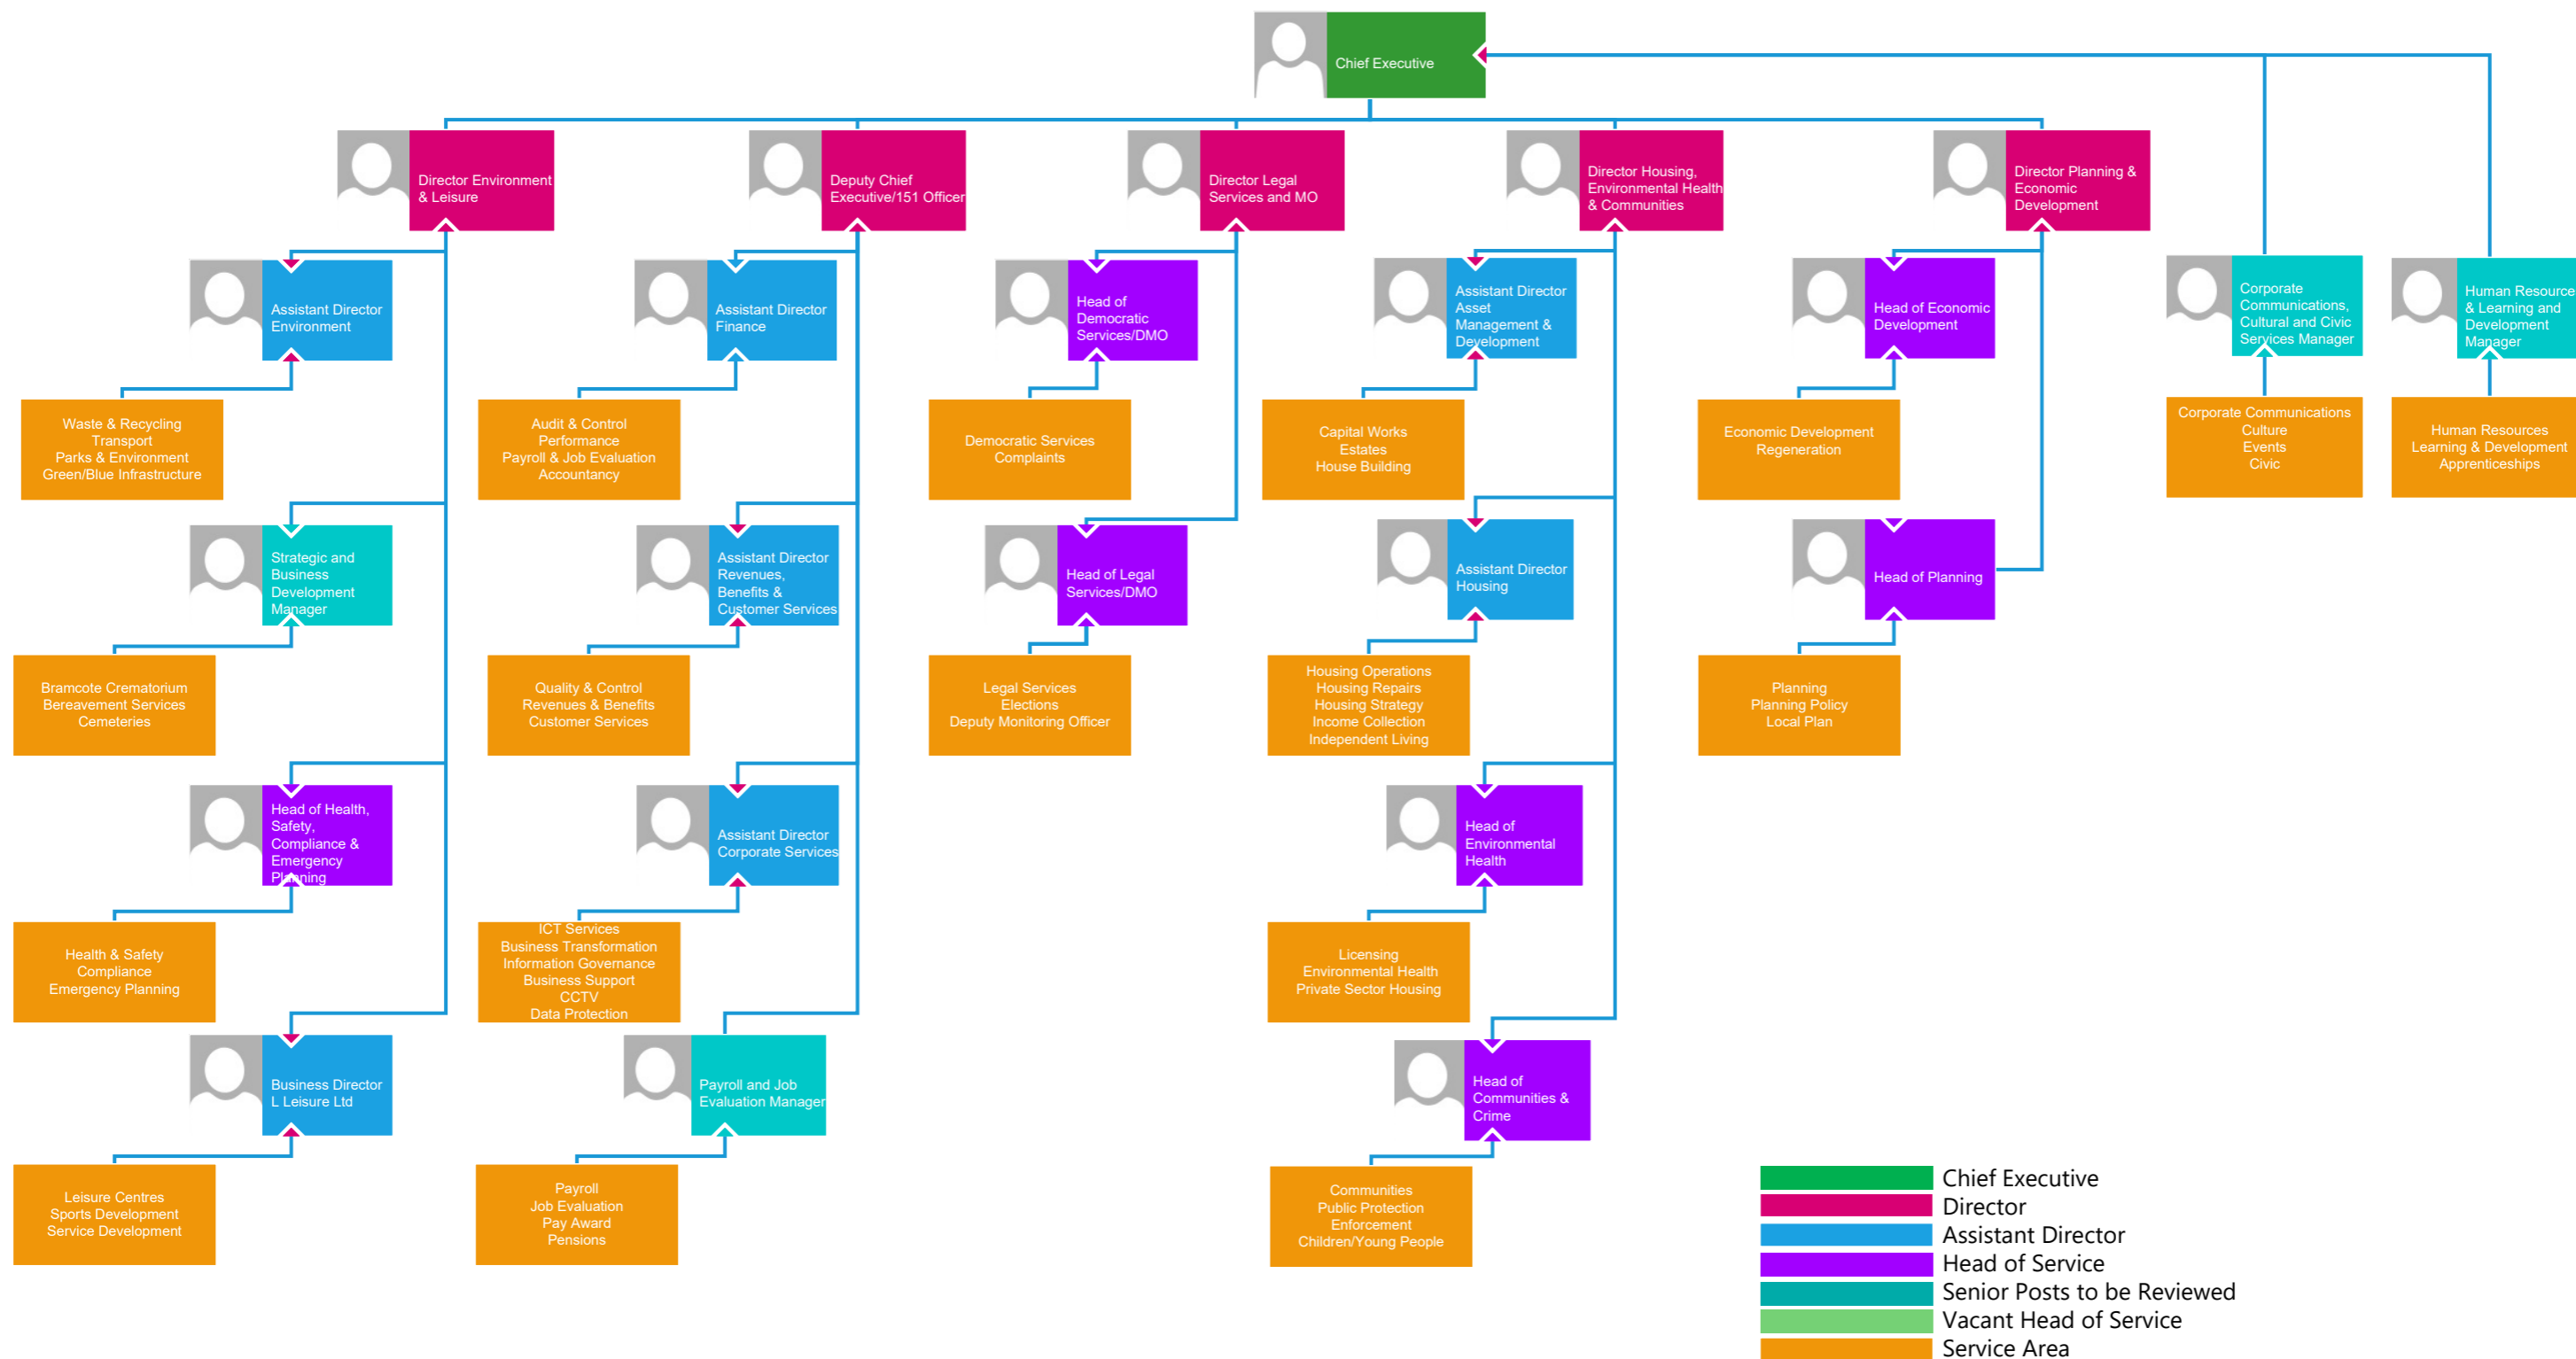 Chief Executive
Director Environment
& Leisure
Deputy Chief
Executive/151 Officer
Director Legal
Services and MO
Director Housing,
Environmental Health
& Communities
Director Planning &
Economic
Development
Assistant Director
Environment
Assistant Director
Finance
Head of
Democratic
Services/DMO
Assistant Director
Asset
Management &
Development
Head of Economic
Development
Corporate
Communications,
Cultural and Civic
Services Manager
Human Resource
& Learning and
Development
Manager
Waste & Recycling
Transport
Parks & Environment
Green/Blue Infrastructure
Audit & Control
Performance
Payroll & Job Evaluation
Accountancy
Democratic Services
Complaints
Capital Works
Estates
House Building
Economic Development
Regeneration
Corporate Communications
Culture
Events
Civic
Human Resources
Learning & Development
Apprenticeships
Strategic and
Business
Development
Manager
Assistant Director
Revenues,
Benefits &
Customer Services
Head of Legal
Services/DMO
Assistant Director
Housing
Head of Planning
Bramcote Crematorium
Bereavement Services
Cemeteries
Quality & Control
Revenues & Benefits
Customer Services
Legal Services
Elections
Deputy Monitoring Officer
Housing Operations
Housing Repairs
Housing Strategy
Income Collection
Independent Living
Planning
Planning Policy
Local Plan
Head of Health,
Safety,
Compliance &
Emergency
Planning
Assistant Director
Corporate Services
Head of
Environmental
Health
Health & Safety
Compliance
Emergency Planning
ICT Services
Business Transformation
Information Governance
Business Support
CCTV
Data Protection
Licensing
Environmental Health
Private Sector Housing
Business Director
L Leisure Ltd
Payroll and Job
Evaluation Manager
Head of
Communities &
Crime
Leisure Centres
Sports Development
Service Development
Payroll
Job Evaluation
Pay Award
Pensions
Communities
Public Protection
Enforcement
Children/Young People
Chief Executive
Director
Assistant Director
Head of Service
Senior Posts to be Reviewed
Vacant Head of Service
Service Area